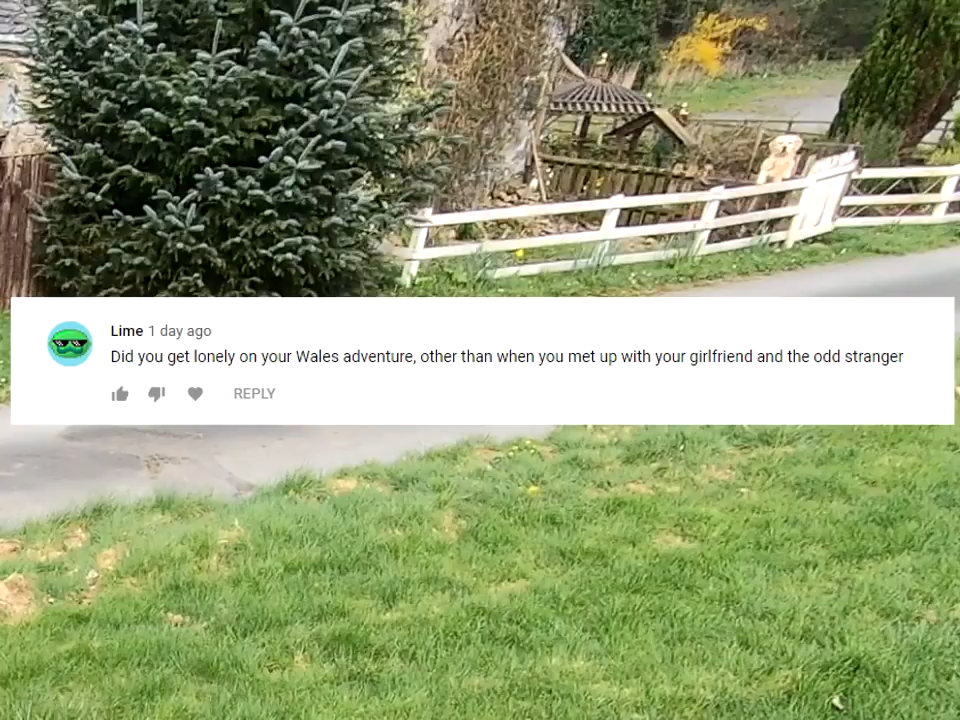 Lime 1 day ago
Did you get lonely on your Wales adventure, other than when you met up with your girlfriend and the odd stranger
REPLY